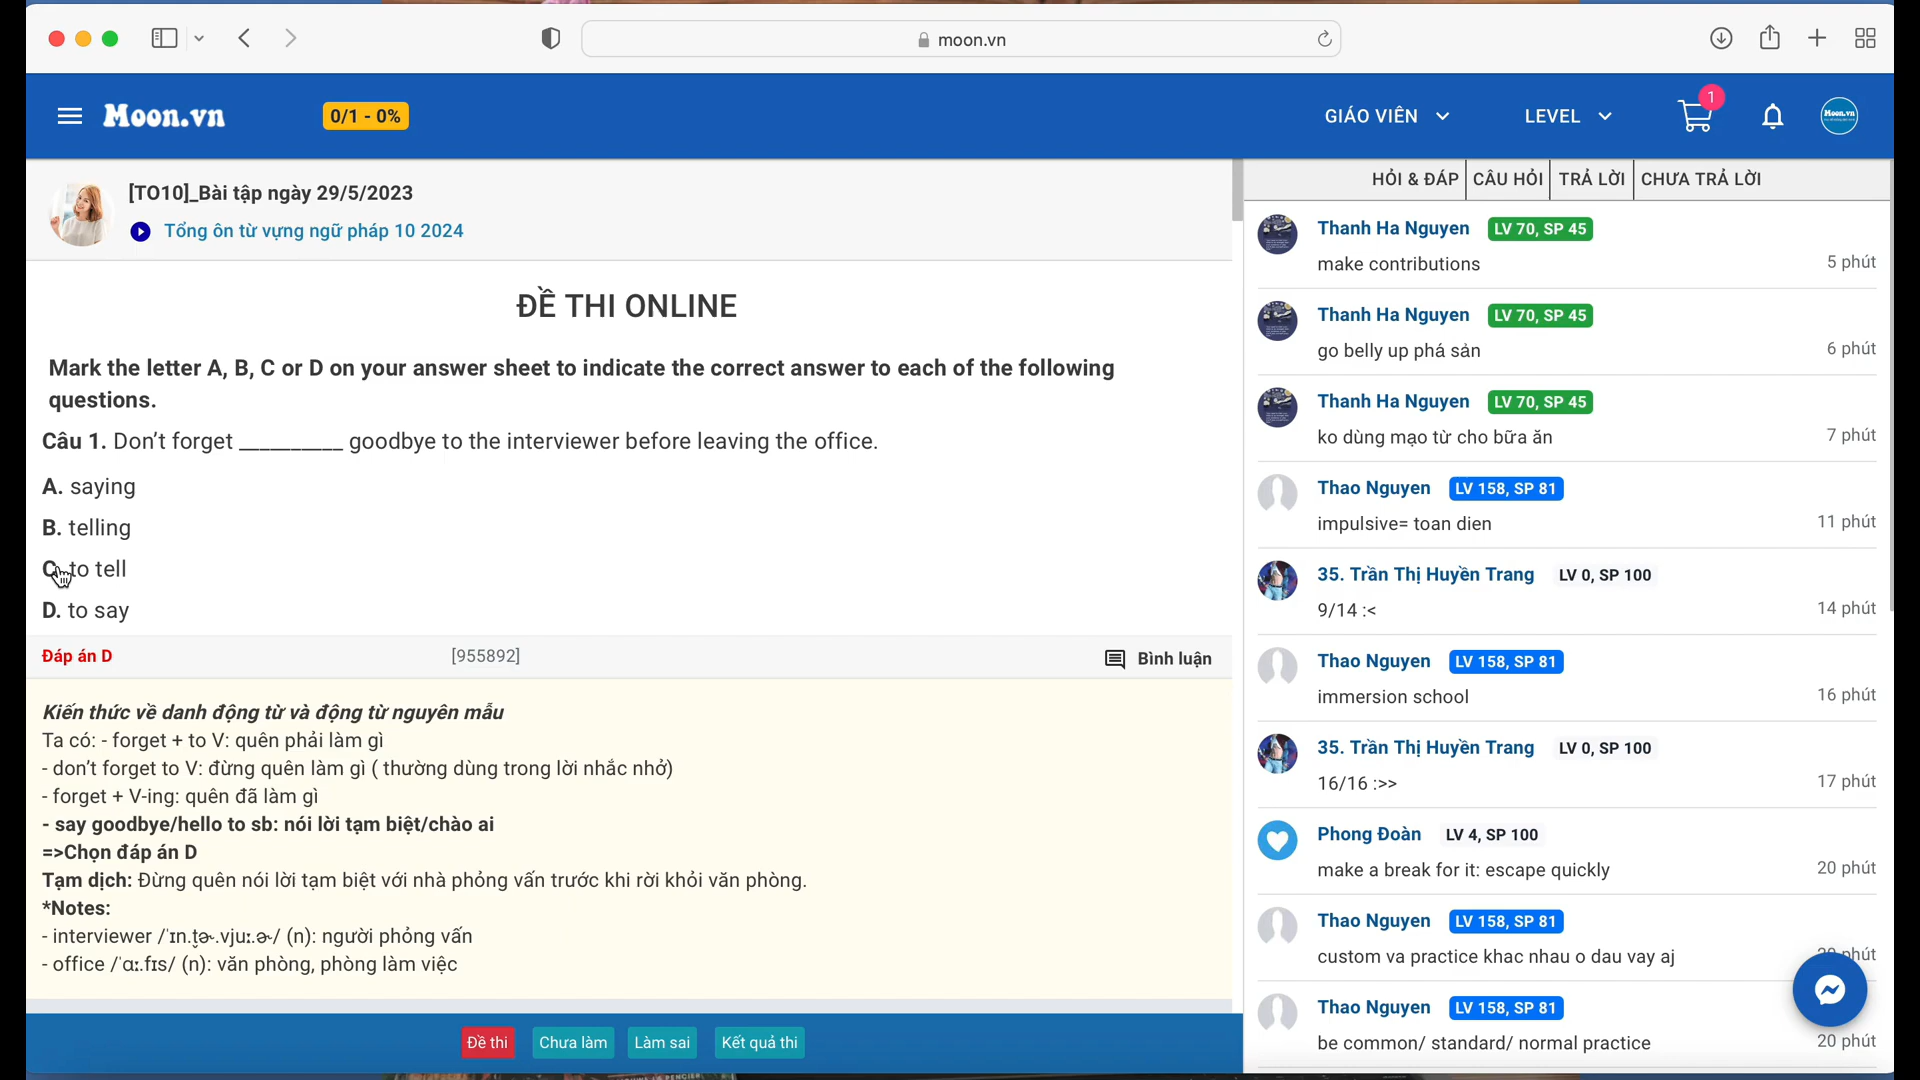 moon.vn
Moon.vn
0/1 - 0%
GIÁO VIÊN
LEVEL
1
Moon.vn
[TO10]_Bài tập ngày 29/5/2023
Tổng ôn từ vựng ngữ pháp 10 2024
ĐỀ THI ONLINE
Mark the letter A, B, C or D on your answer sheet to indicate the correct answer to each of the following
questions.
Câu 1. Don’t forget __________ goodbye to the interviewer before leaving the office.
A. saying
B. telling
C. to tell
D. to say
Đáp án D
[955892]
Bình luận
Kiến thức về danh động từ và động từ nguyên mẫu
Ta có: - forget + to V: quên phải làm gì
- don’t forget to V: đừng quên làm gì ( thường dùng trong lời nhắc nhở)
- forget + V-ing: quên đã làm gì
- say goodbye/hello to sb: nói lời tạm biệt/chào ai
=>Chọn đáp án D
Tạm dịch: Đừng quên nói lời tạm biệt với nhà phỏng vấn trước khi rời khỏi văn phòng.
*Notes:
- interviewer /ˈɪn.t̬ɚ.vjuː.ɚ/ (n): người phỏng vấn
- office /ˈɑː.fɪs/ (n): văn phòng, phòng làm việc
Đề thi
Chưa làm
Làm sai
Kết quả thi
HỎI & ĐÁP
CÂU HỎI
TRẢ LỜI
CHƯA TRẢ LỜI
Thanh Ha Nguyen LV 70, SP 45
make contributions 5 phút
Thanh Ha Nguyen LV 70, SP 45
go belly up phá sản 6 phút
Thanh Ha Nguyen LV 70, SP 45
ko dùng mạo từ cho bữa ăn 7 phút
Thao Nguyen LV 158, SP 81
impulsive= toan dien 11 phút
35. Trần Thị Huyền Trang LV 0, SP 100
9/14 :< 14 phút
Thao Nguyen LV 158, SP 81
immersion school 16 phút
35. Trần Thị Huyền Trang LV 0, SP 100
16/16 :>> 17 phút
Phong Đoàn LV 4, SP 100
make a break for it: escape quickly 20 phút
Thao Nguyen LV 158, SP 81
custom va practice khac nhau o dau vay aj 20 phút
Thao Nguyen LV 158, SP 81
be common/ standard/ normal practice 20 phút